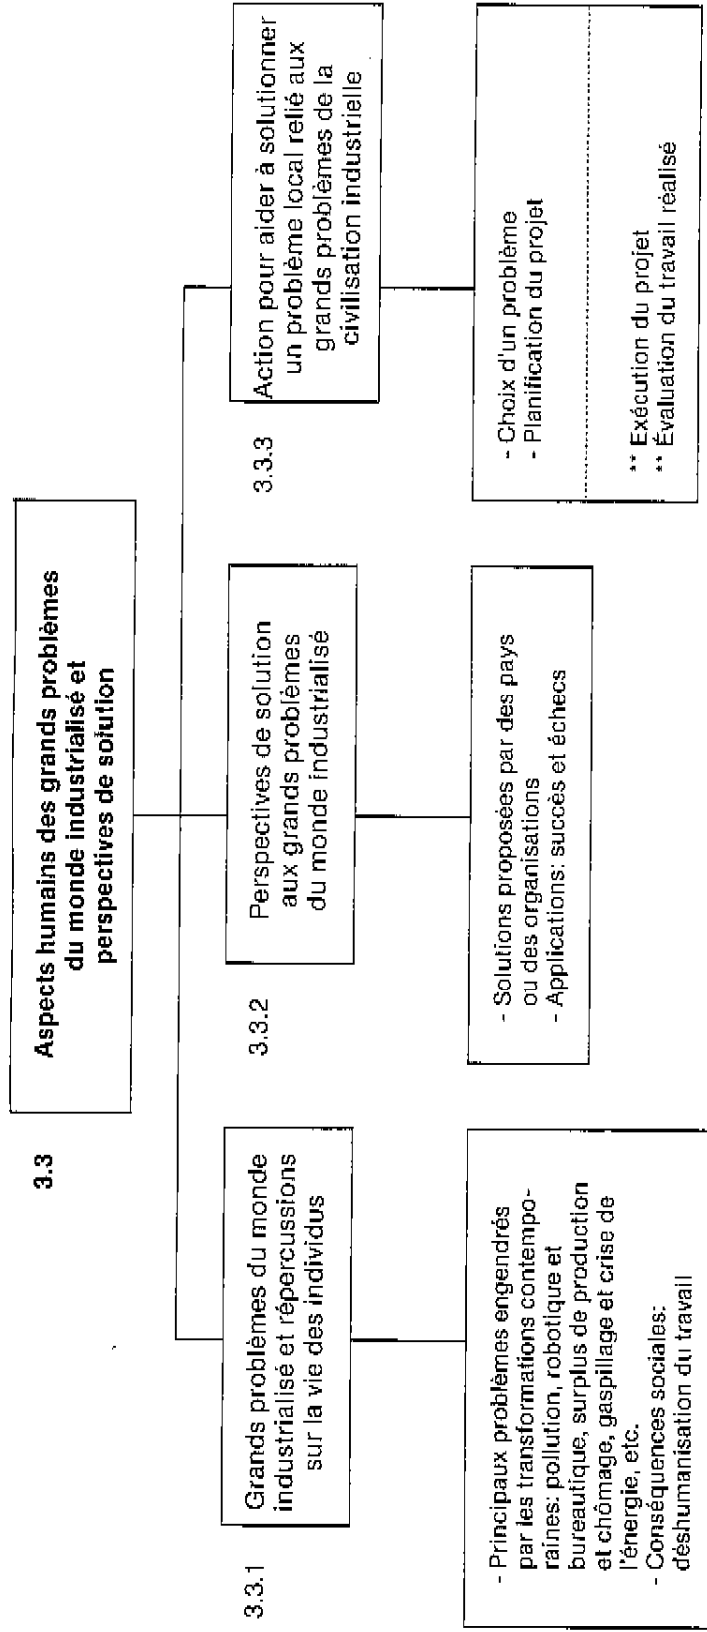 3.3
Aspects humains des grands problèmes
du monde industrialisé et
perspectives de solution
3.3.1
Grands problèmes du monde
industrialisé et répercussions
sur la vie des individus
- Principaux problèmes engendrés
par les transformations contempo-
raines: pollution, robotique et
bureautique, surplus de production
et chômage, gaspillage et crise de
l'énergie, etc.
- Conséquences sociales:
déshumanisation du travail
3.3.2
Perspectives de solution
aux grands problèmes
du monde industrialisé
- Solutions proposées par des pays
ou des organisations
- Applications: succès et échecs
3.3.3
Action pour aider à solutionner
un problème local relié aux
grands problèmes de la
civilisation industrielle
- Choix d'un problème
- Planification du projet
** Exécution du projet
** Évaluation du travail réalisé